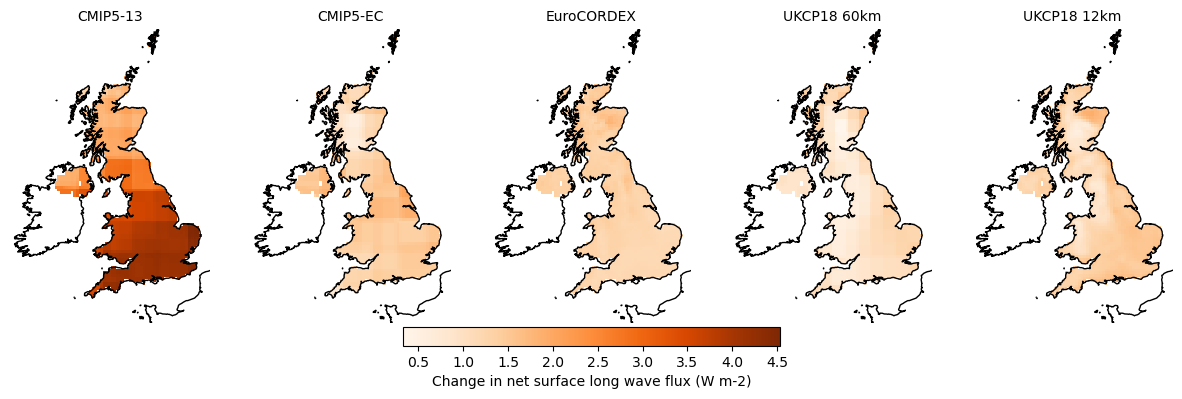 CMIP5-13 CMIP5-EC EuroCORDEX UKCP18 60km UKCP18 12km
0.5 1.0 1.5 2.0 2.5 3.0 3.5 4.0 4.5
Change in net surface long wave flux (W m-2)